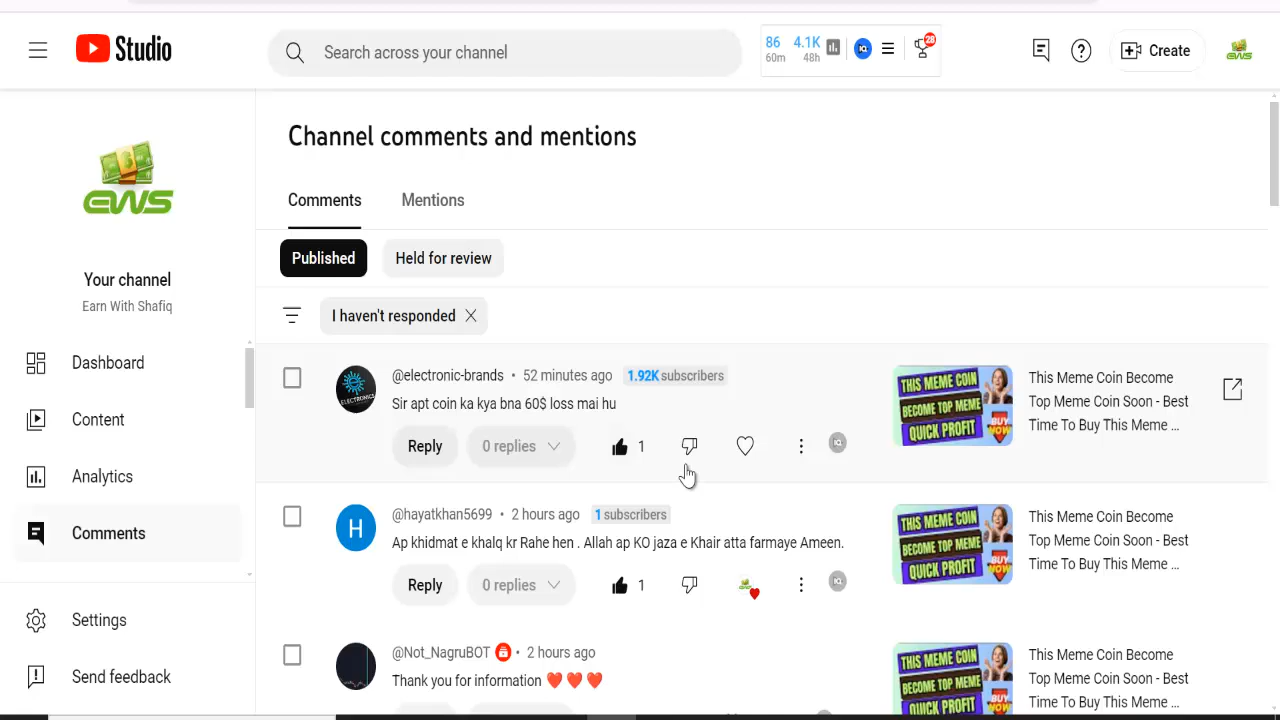 Studio
Search across your channel
86 4.1K
60m 48h
28
Create
EWS
Channel comments and mentions
EWS
Comments Mentions
Published Held for review
Your channel
Earn With Shafiq
I haven't responded
Dashboard
Content
Analytics
Comments
Settings
Send feedback
ELECTRONICS
@electronic-brands • 52 minutes ago 1.92K subscribers
Sir apt coin ka kya bna 60$ loss mai hu
Reply 0 replies 1
THIS MEME COIN
BECOME TOP MEME
QUICK PROFIT
BUY
NOW
This Meme Coin Become
Top Meme Coin Soon - Best
Time To Buy This Meme ...
H
@hayatkhan5699 • 2 hours ago 1 subscribers
Ap khidmat e khalq kr Rahe hen . Allah ap KO jaza e Khair atta farmaye Ameen.
Reply 0 replies 1
THIS MEME COIN
BECOME TOP MEME
QUICK PROFIT
BUY
NOW
This Meme Coin Become
Top Meme Coin Soon - Best
Time To Buy This Meme ...
@Not_NagruBOT • 2 hours ago
Thank you for information ❤️❤️❤️
THIS MEME COIN
BECOME TOP MEME
QUICK PROFIT
BUY
This Meme Coin Become
Top Meme Coin Soon - Best
Time To Buy This Meme ...